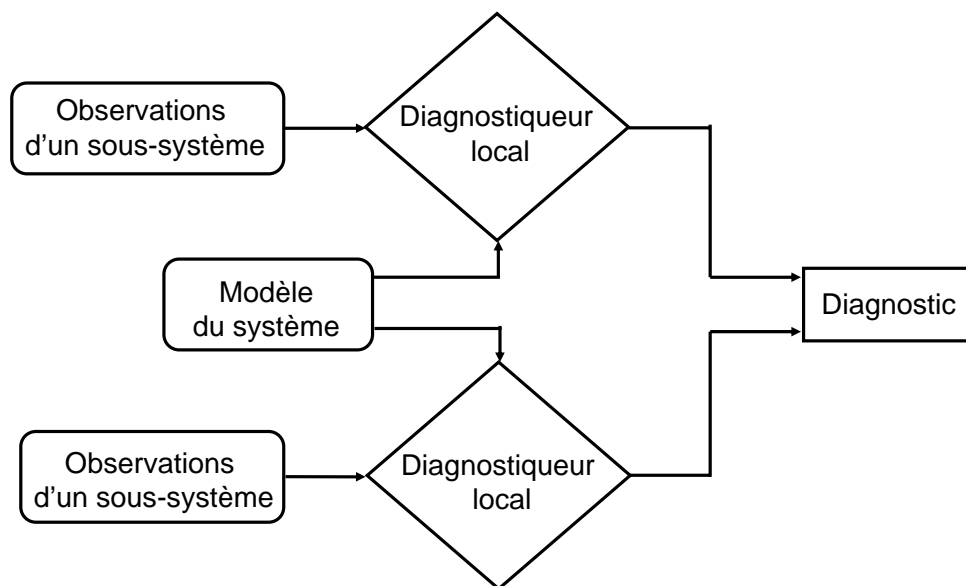 Observations
d’un sous-système
Diagnostiqueur
local
Modèle
du système
Diagnostic
Observations
d’un sous-système
Diagnostiqueur
local